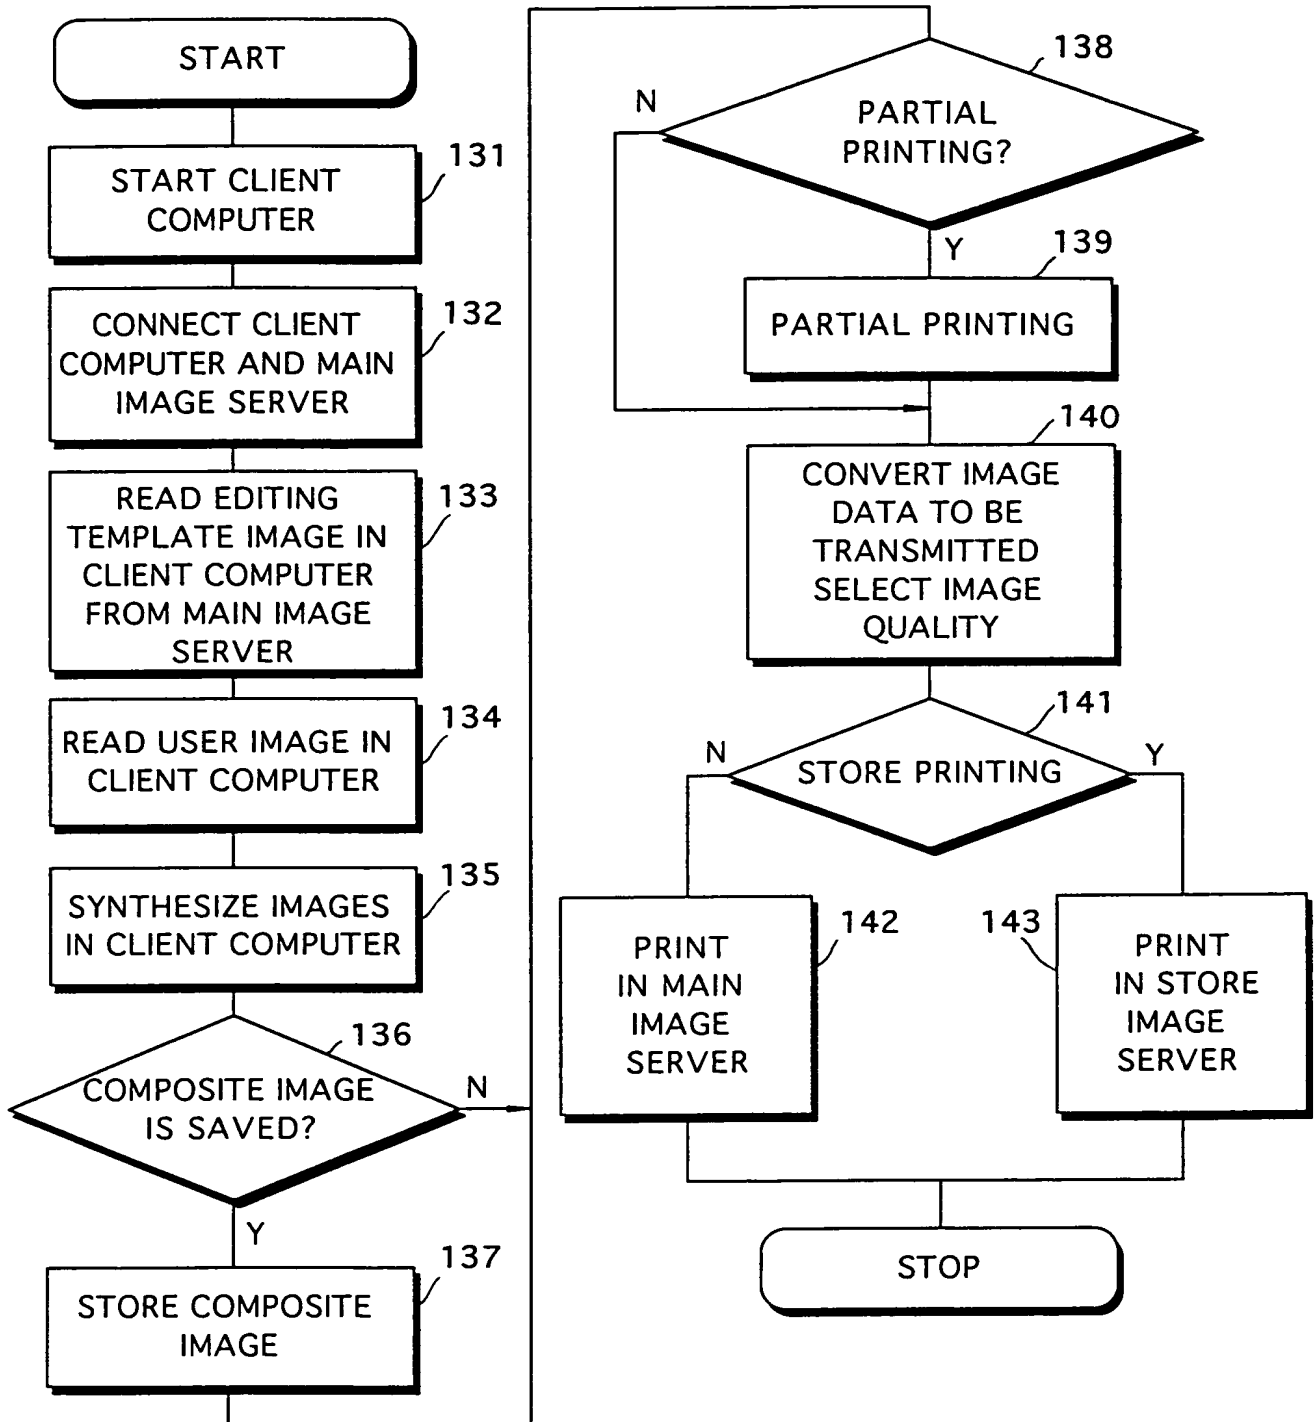 START
131
START CLIENT
COMPUTER
132
CONNECT CLIENT
COMPUTER AND MAIN
IMAGE SERVER
133
READ EDITING
TEMPLATE IMAGE IN
CLIENT COMPUTER
FROM MAIN IMAGE
SERVER
134
READ USER IMAGE IN
CLIENT COMPUTER
135
SYNTHESIZE IMAGES
IN CLIENT COMPUTER
136
COMPOSITE IMAGE
IS SAVED?
N
Y
137
STORE COMPOSITE
IMAGE
138
N
PARTIAL
PRINTING?
Y
139
PARTIAL PRINTING
140
CONVERT IMAGE
DATA TO BE
TRANSMITTED
SELECT IMAGE
QUALITY
141
N
STORE PRINTING
Y
142
PRINT
IN MAIN
IMAGE
SERVER
143
PRINT
IN STORE
IMAGE
SERVER
STOP